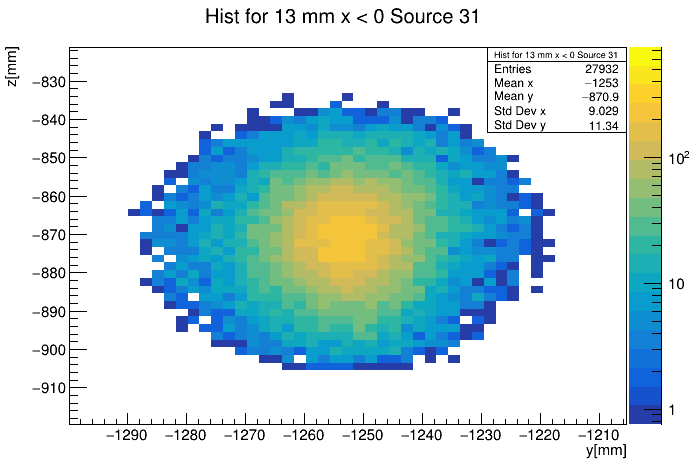 Hist for 13 mm x < 0 Source 31
z[mm]
Hist for 13 mm x < 0 Source 31
Entries 27932
Mean x −1253
Mean y −870.9
Std Dev x 9.029
Std Dev y 11.34
−830
−840
−850
−860
−870
−880
−890
−900
−910
10²
10
1
−1290 −1280 −1270 −1260 −1250 −1240 −1230 −1220 −1210
y[mm]